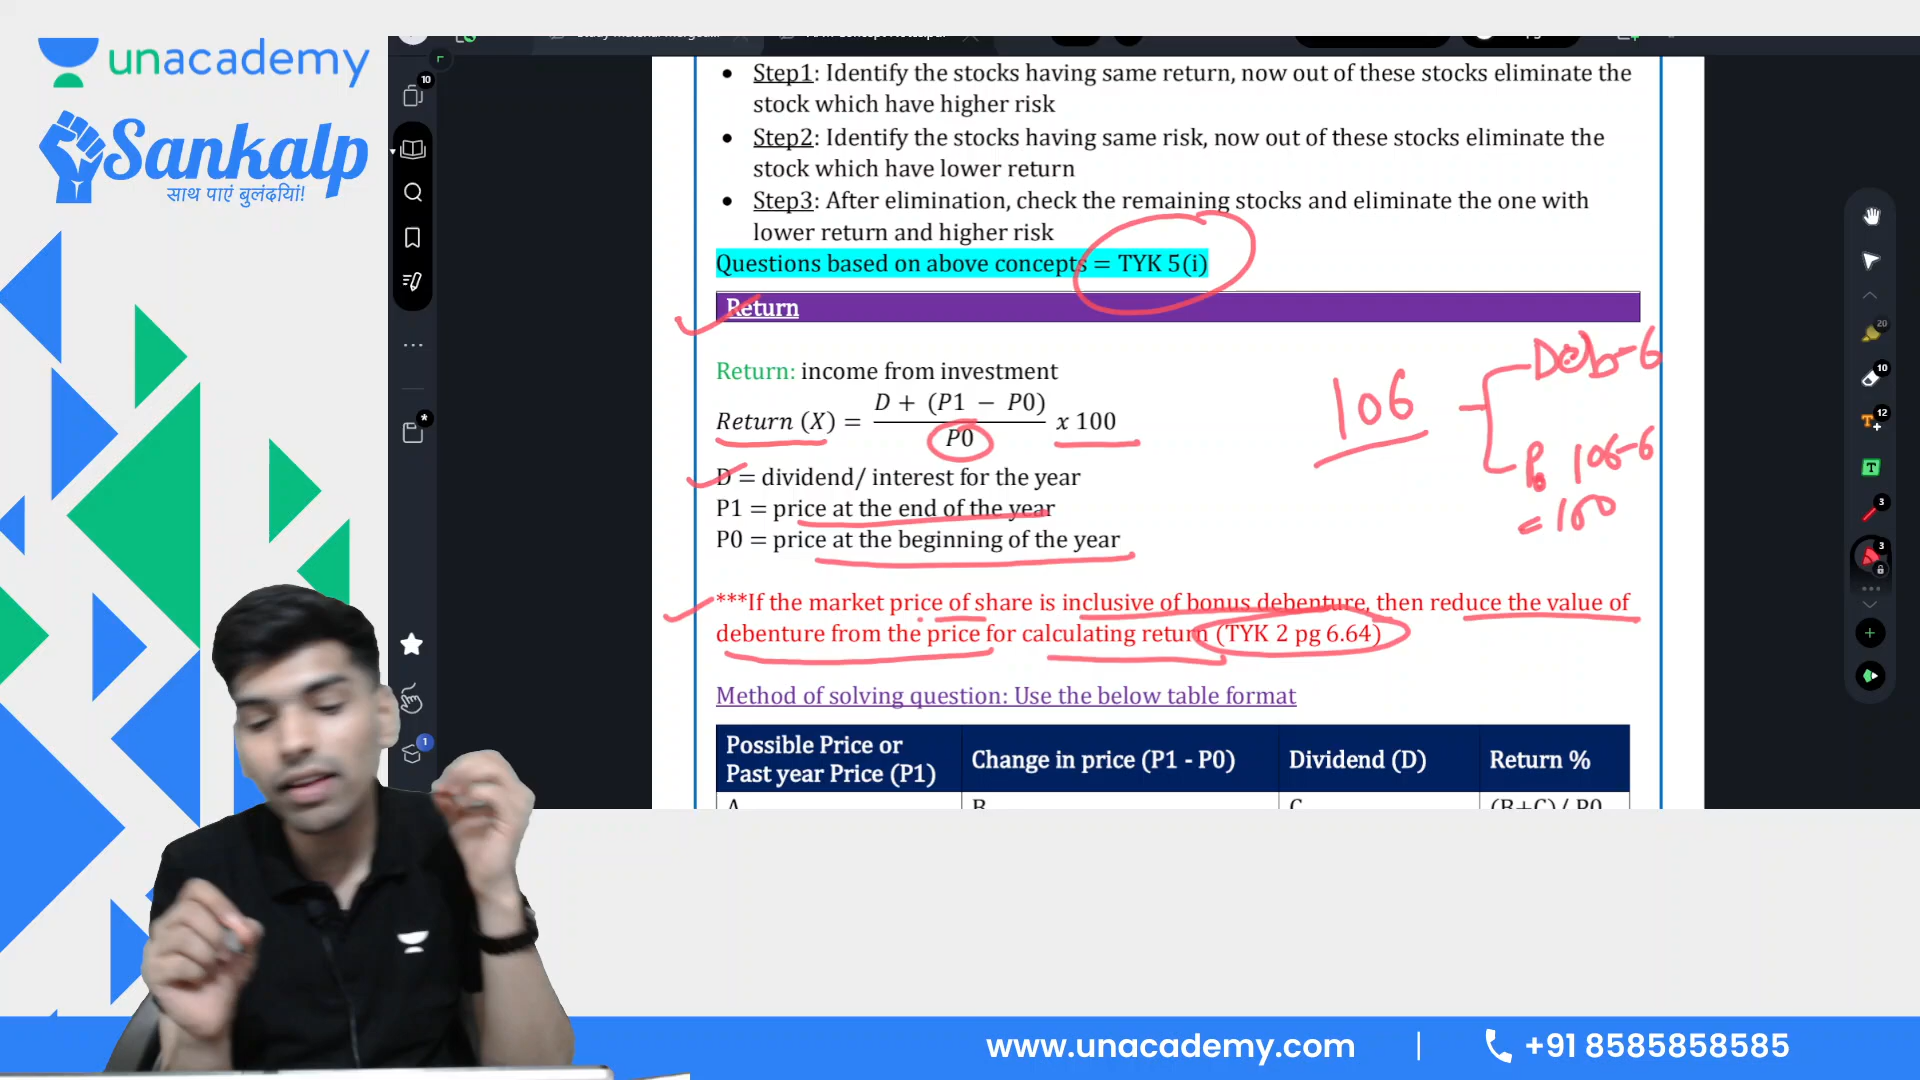 unacademy
Sankalp
साथ पाएं बुलंदियां!
Step1: Identify the stocks having same return, now out of these stocks eliminate the
stock which have higher risk
Step2: Identify the stocks having same risk, now out of these stocks eliminate the
stock which have lower return
Step3: After elimination, check the remaining stocks and eliminate the one with
lower return and higher risk
Questions based on above concepts = TYK 5(i)
Return
Return: income from investment
Return (X) = D + (P1 − P0) / P0 x 100
D = dividend/ interest for the year
P1 = price at the end of the year
P0 = price at the beginning of the year
106
Deb-6
P0 106-6
= 100
***If the market price of share is inclusive of bonus debenture, then reduce the value of
debenture from the price for calculating return (TYK 2 pg 6.64)
Method of solving question: Use the below table format
Possible Price or Past year Price (P1) Change in price (P1 - P0) Dividend (D) Return %
A B C (B+C)/ P0
www.unacademy.com | +91 8585858585